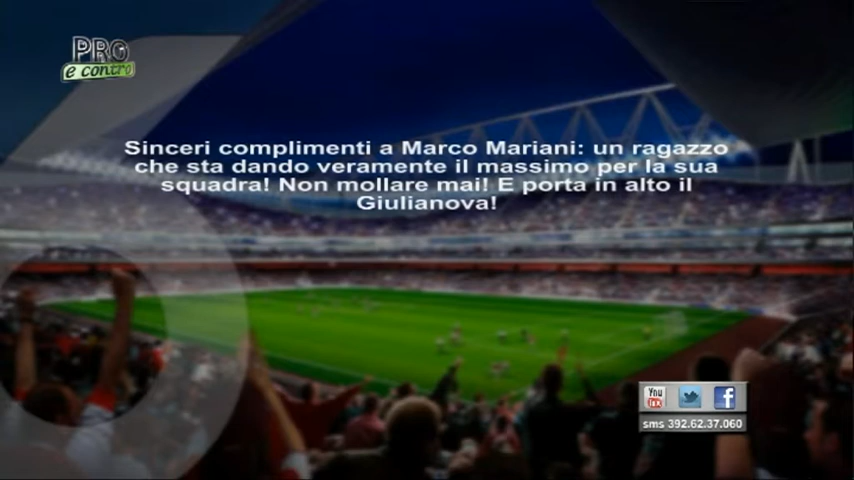 PRO
e contro
Sinceri complimenti a Marco Mariani: un ragazzo
che sta dando veramente il massimo per la sua
squadra! Non mollare mai! E porta in alto il
Giulianova!
sms 392.62.37.060